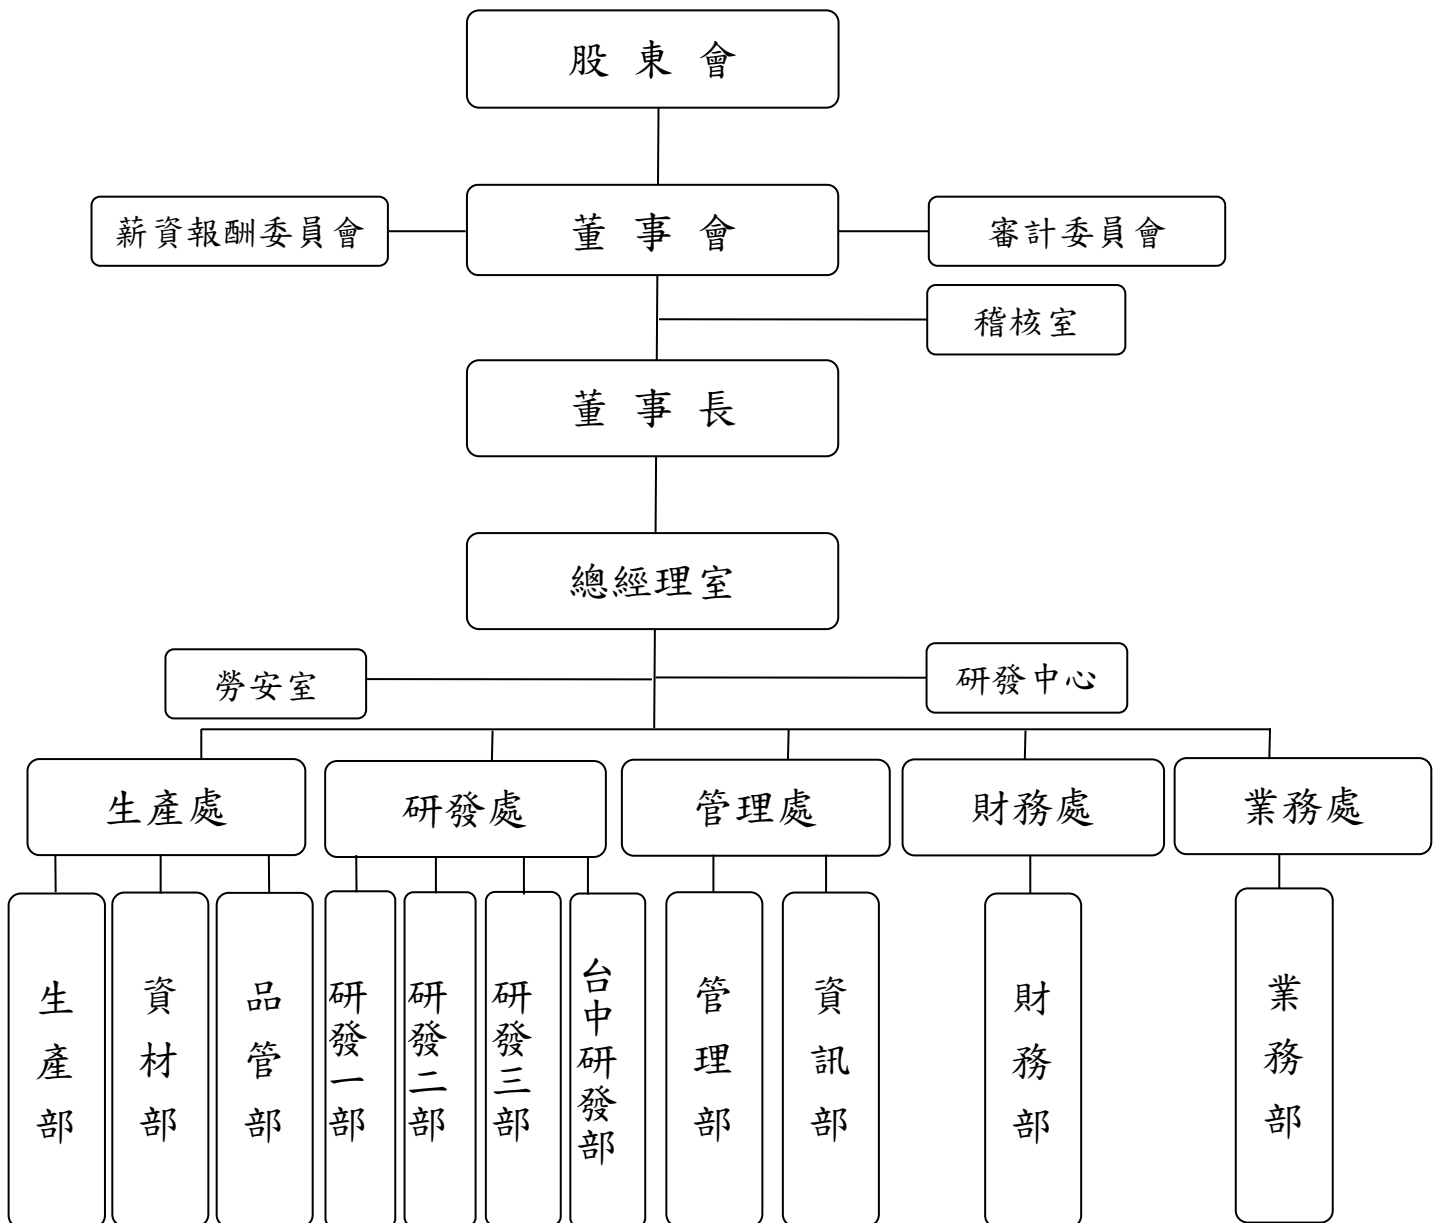 股東會
薪資報酬委員會
董事會
審計委員會
稽核室
董事長
總經理室
勞安室
研發中心
生產處
研發處
管理處
財務處
業務處
生產部
資材部
品管部
研發一部
研發二部
研發三部
台中研發部
管理部
資訊部
財務部
業務部